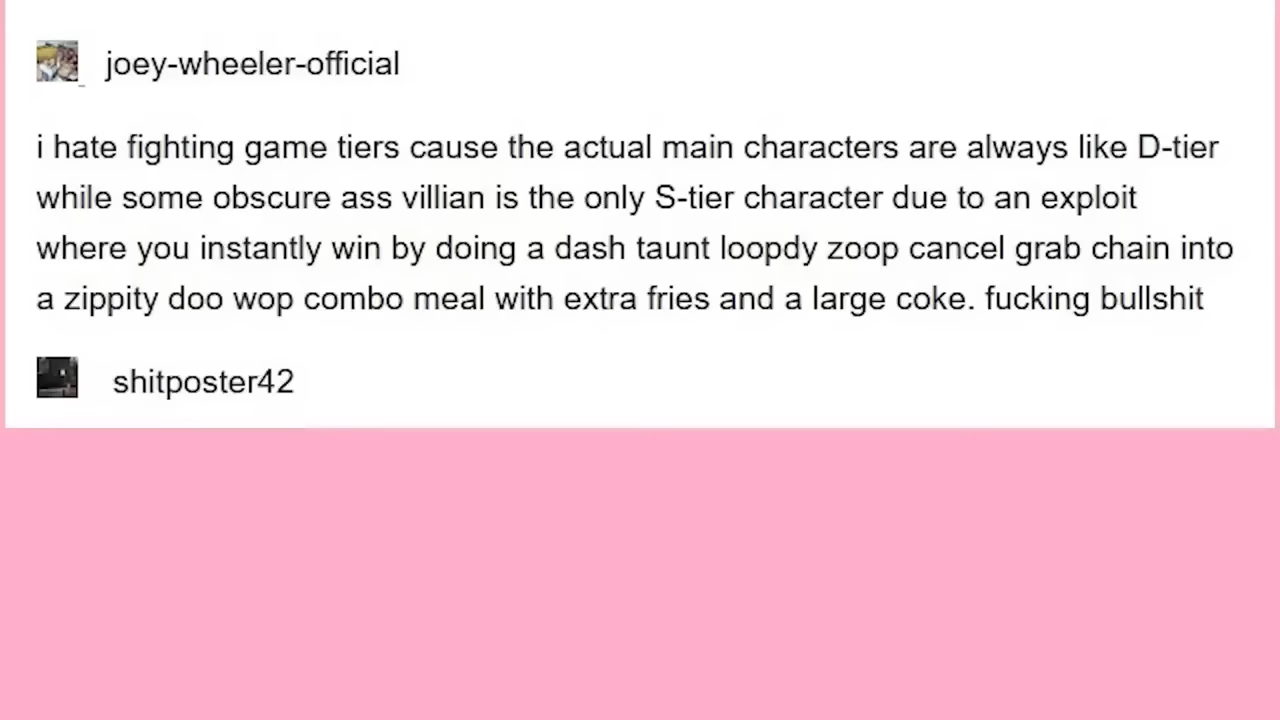 joey-wheeler-official
i hate fighting game tiers cause the actual main characters are always like D-tier
while some obscure ass villian is the only S-tier character due to an exploit
where you instantly win by doing a dash taunt loopdy zoop cancel grab chain into
a zippity doo wop combo meal with extra fries and a large coke. fucking bullshit
shitposter42